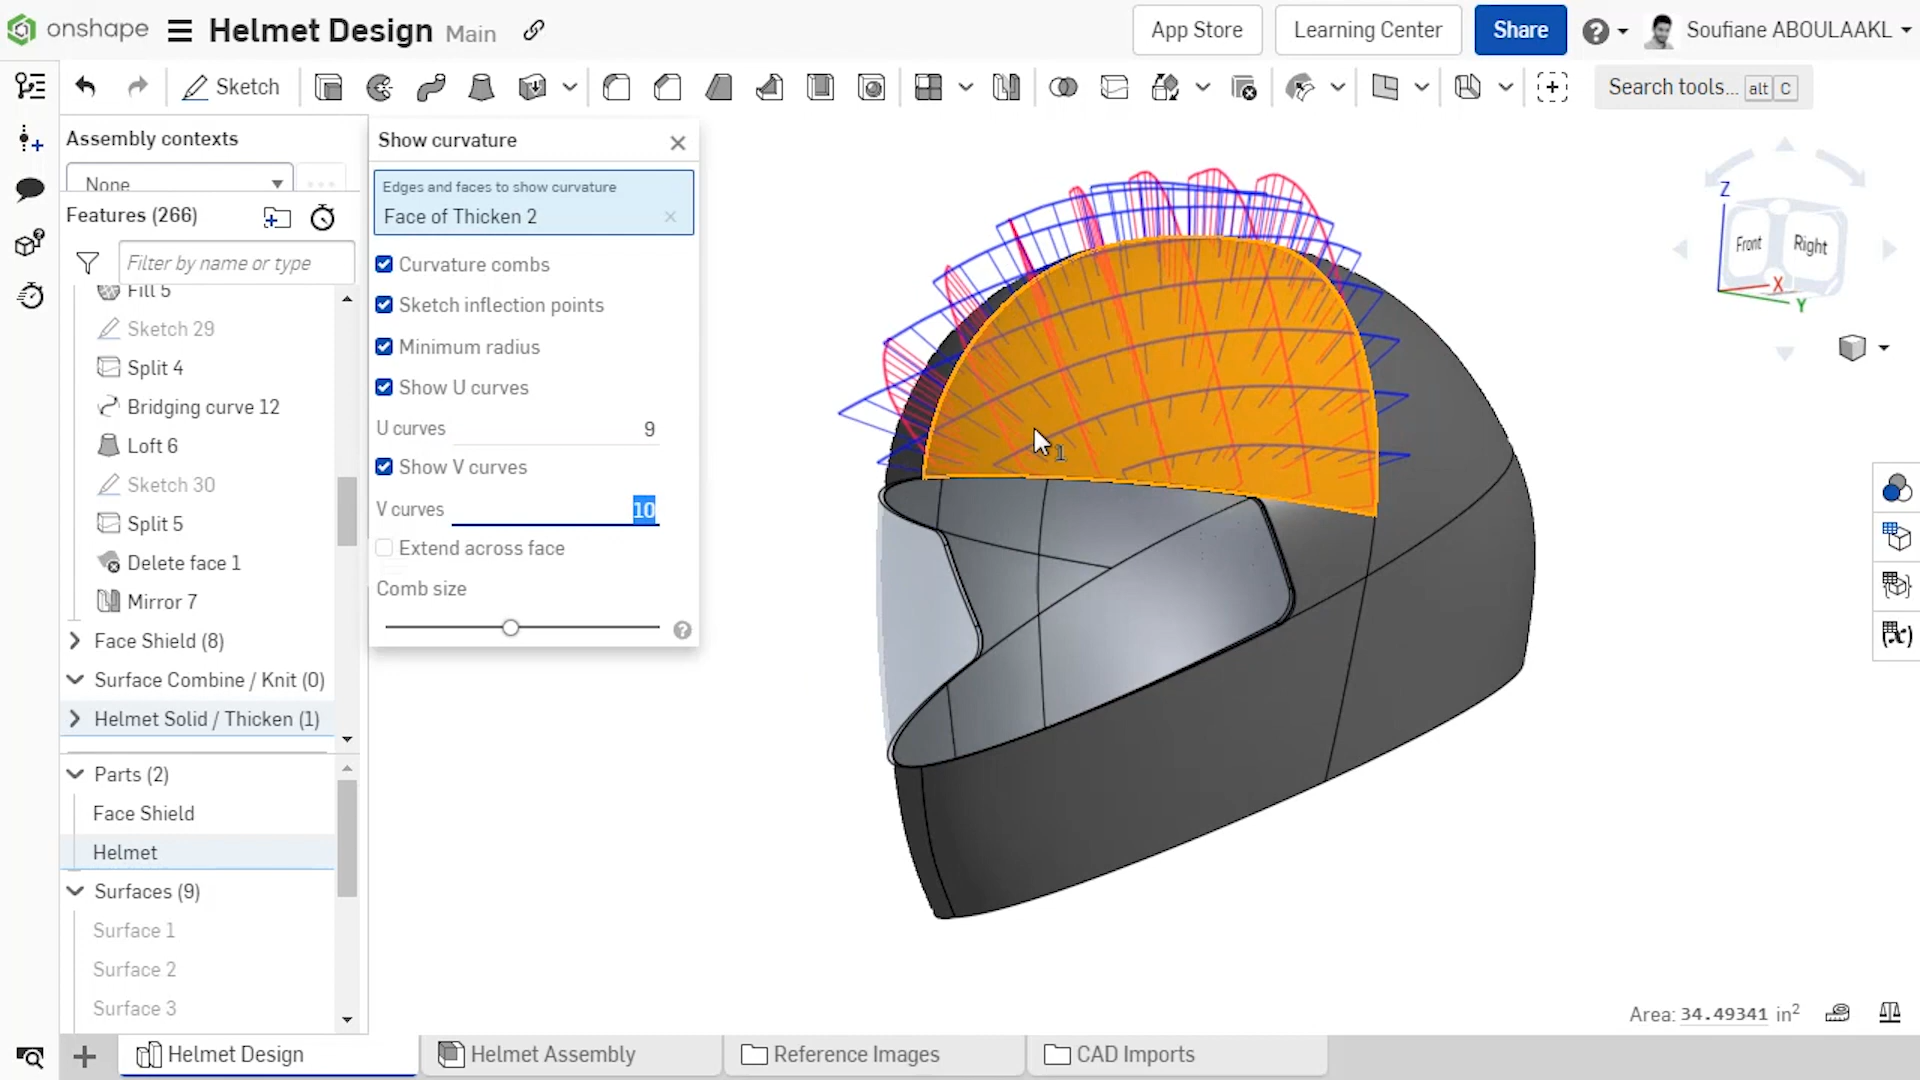 onshape Helmet Design Main App Store Learning Center Share Soufiane ABOULAAKL
Sketch Search tools... alt C
Assembly contexts
None
Features (266)
Filter by name or type
Fill 5
Sketch 29
Split 4
Bridging curve 12
Loft 6
Sketch 30
Split 5
Delete face 1
Mirror 7
Face Shield (8)
Surface Combine / Knit (0)
Helmet Solid / Thicken (1)
Parts (2)
Face Shield
Helmet
Surfaces (9)
Surface 1
Surface 2
Surface 3
Show curvature
Edges and faces to show curvature
Face of Thicken 2
Curvature combs
Sketch inflection points
Minimum radius
Show U curves
U curves 9
Show V curves
V curves 10
Extend across face
Comb size
1
Z
Front Right
X
Y
(x)
Area: 34.49341 in²
Helmet Design Helmet Assembly Reference Images CAD Imports